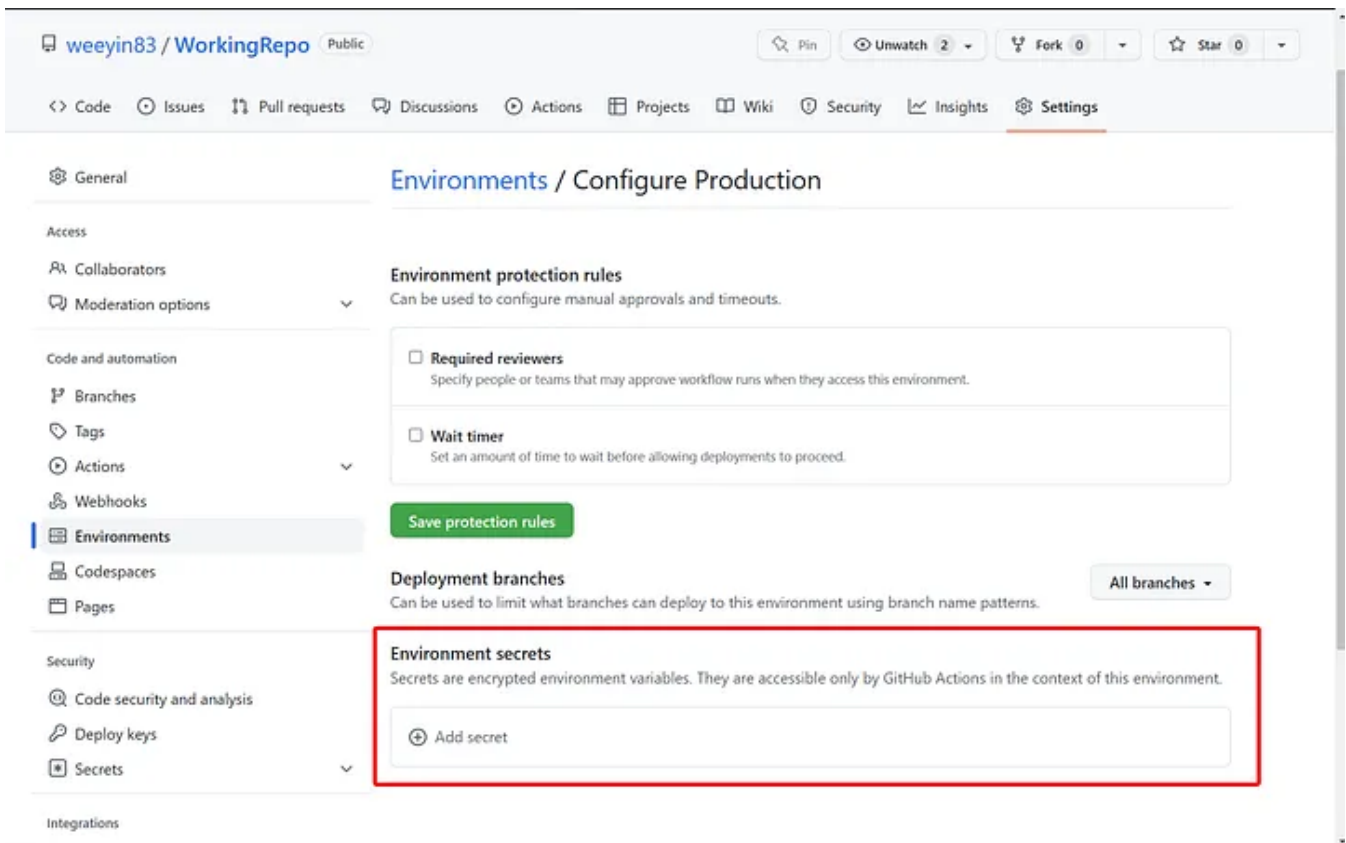 weeyin83 / WorkingRepo Public
Pin Unwatch 2 Fork 0 Star 0
Code Issues Pull requests Discussions Actions Projects Wiki Security Insights Settings
General
Access
Collaborators
Moderation options
Code and automation
Branches
Tags
Actions
Webhooks
Environments
Codespaces
Pages
Security
Code security and analysis
Deploy keys
Secrets
Integrations
Environments / Configure Production
Environment protection rules
Can be used to configure manual approvals and timeouts.
Required reviewers
Specify people or teams that may approve workflow runs when they access this environment.
Wait timer
Set an amount of time to wait before allowing deployments to proceed.
Save protection rules
Deployment branches
Can be used to limit what branches can deploy to this environment using branch name patterns.
All branches
Environment secrets
Secrets are encrypted environment variables. They are accessible only by GitHub Actions in the context of this environment.
Add secret